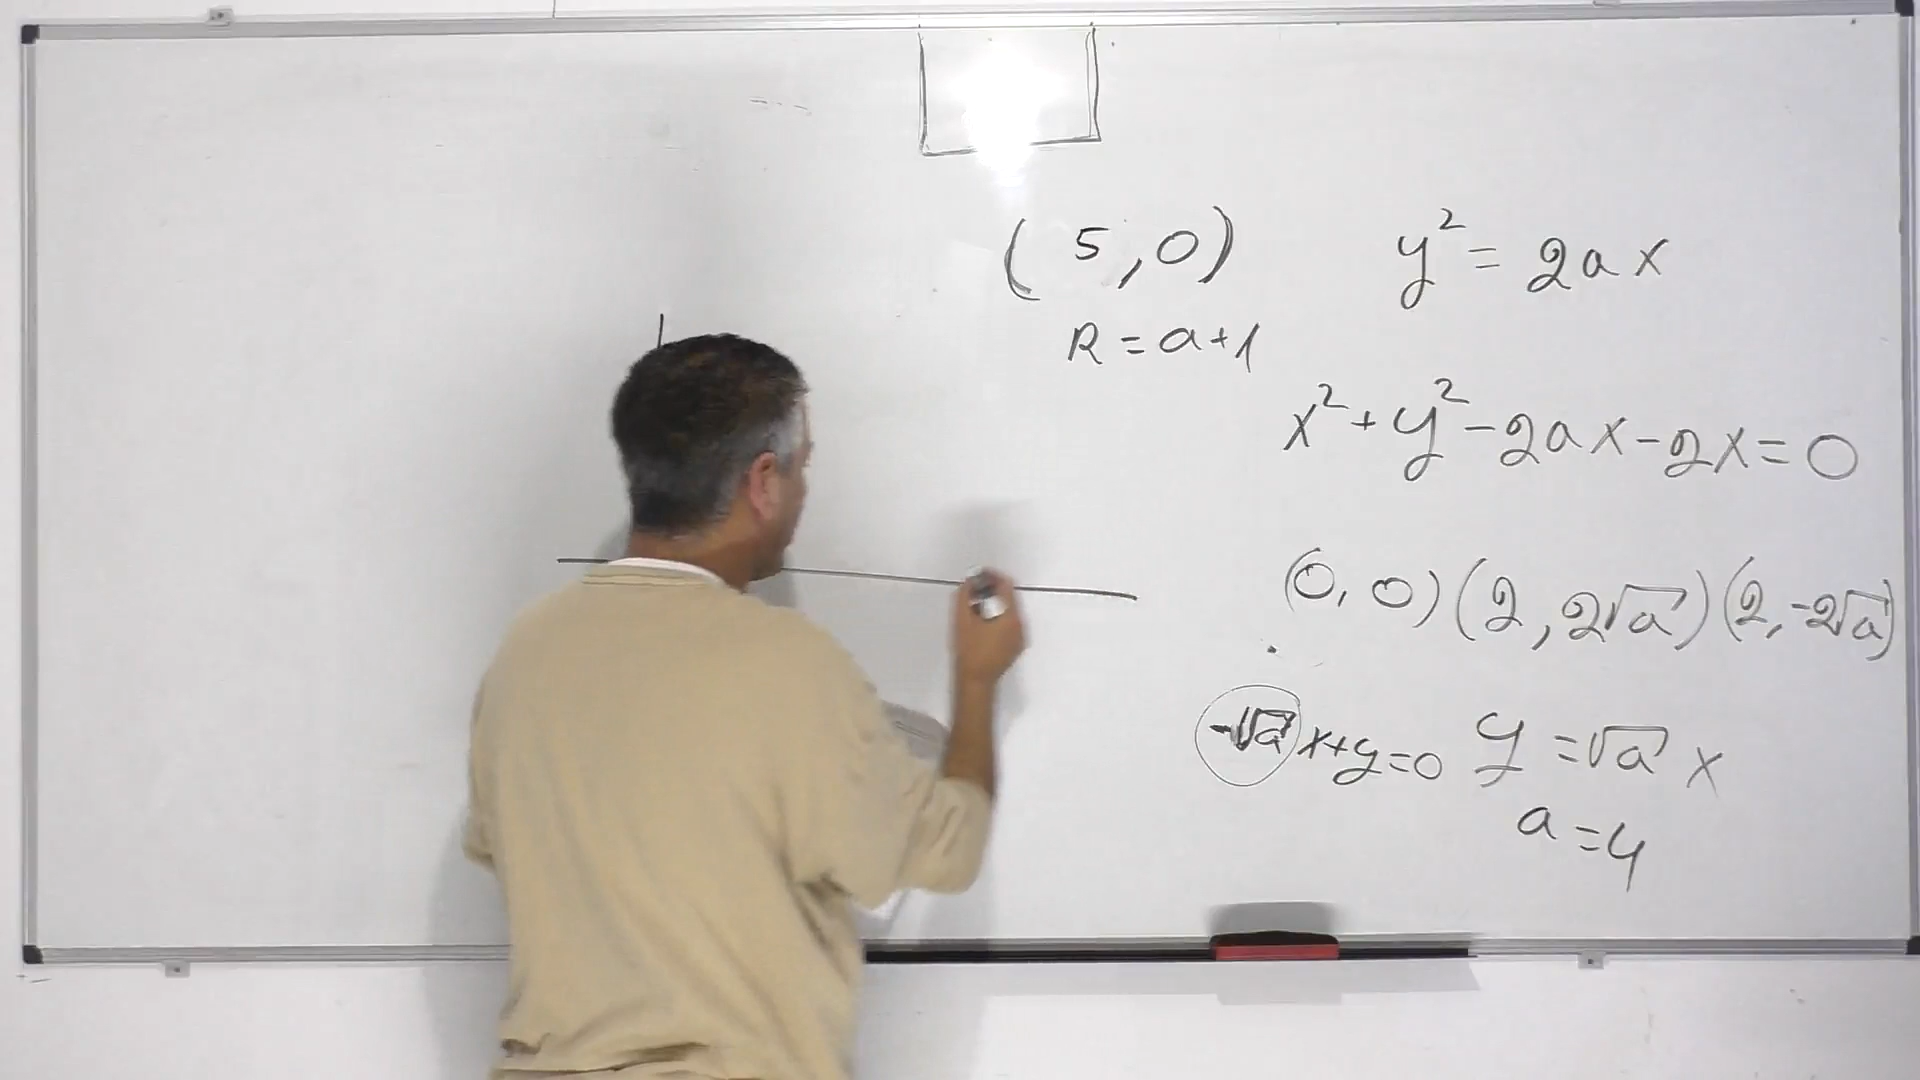 ( 5 , 0 )
R = a + 1
y² = 2ax
x² + y² - 2ax - 2x = 0
(0, 0) (2, 2√a) (2, -2√a)
-√a x + y = 0
y = √a x
a = 4